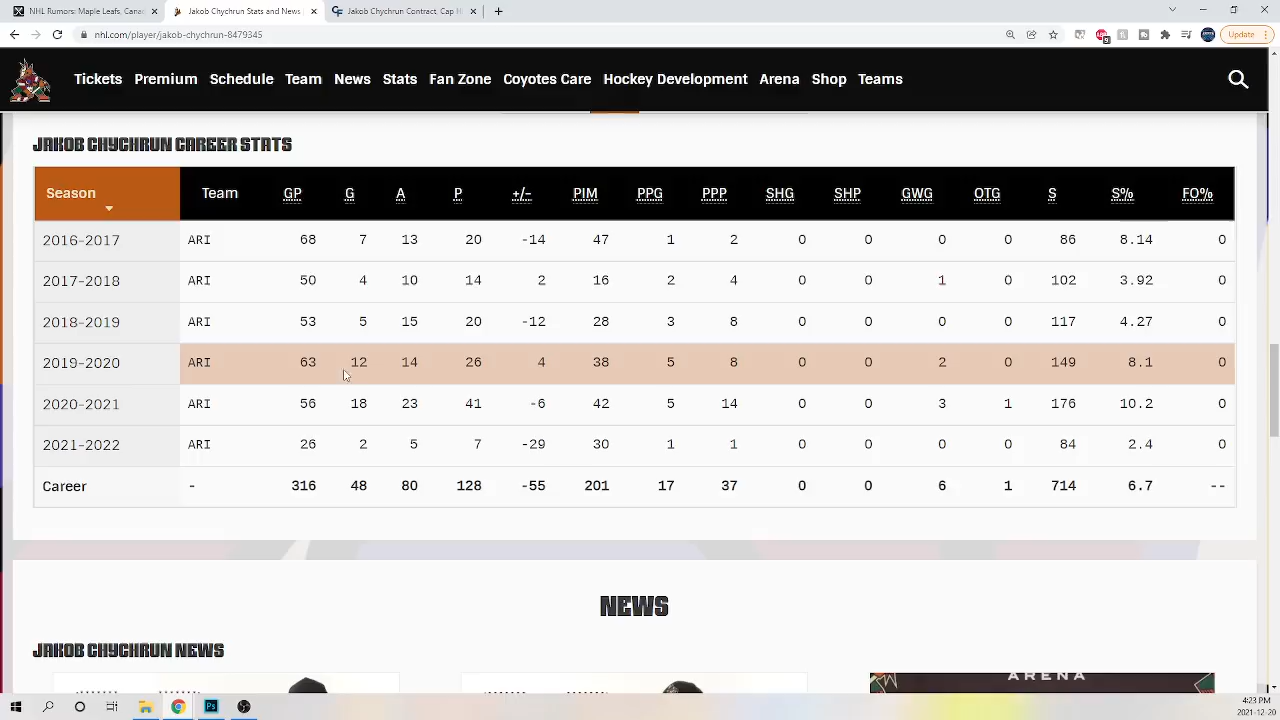 NHL Rumors: Maple Leafs, Canac
Jakob Chychrun Stats and News
Jakob Chychrun Contract, Cap H
nhl.com/player/jakob-chychrun-8479345
Update
Tickets Premium Schedule Team News Stats Fan Zone Coyotes Care Hockey Development Arena Shop Teams
JAKOB CHYCHRUN CAREER STATS
Season Team GP G A P +/- PIM PPG PPP SHG SHP GWG OTG S S% FO%
2016-2017 ARI 68 7 13 20 -14 47 1 2 0 0 0 0 86 8.14 0
2017-2018 ARI 50 4 10 14 2 16 2 4 0 0 1 0 102 3.92 0
2018-2019 ARI 53 5 15 20 -12 28 3 8 0 0 0 0 117 4.27 0
2019-2020 ARI 63 12 14 26 4 38 5 8 0 0 2 0 149 8.1 0
2020-2021 ARI 56 18 23 41 -6 42 5 14 0 0 3 1 176 10.2 0
2021-2022 ARI 26 2 5 7 -29 30 1 1 0 0 0 0 84 2.4 0
Career - 316 48 80 128 -55 201 17 37 0 0 6 1 714 6.7 --
NEWS
JAKOB CHYCHRUN NEWS
ARENA
Ps
4:23 PM
2021-12-20